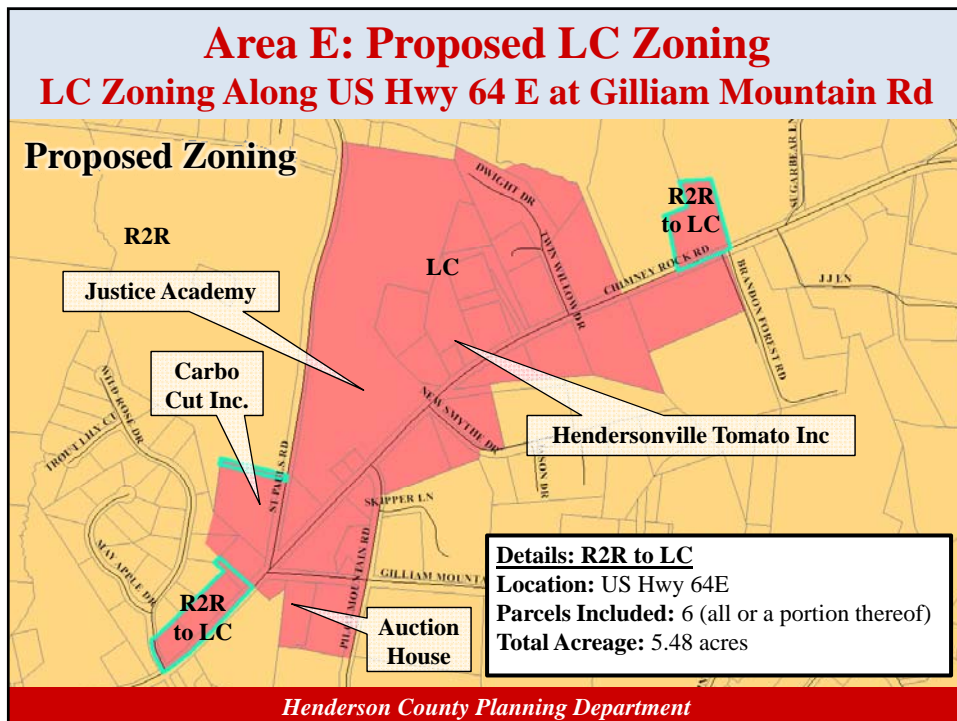 Area E: Proposed LC Zoning
LC Zoning Along US Hwy 64 E at Gilliam Mountain Rd
Proposed Zoning
R2R
Justice Academy
Carbo
Cut Inc.
LC
R2R
to LC
DWIGHT DR
TWIN WILLOW DR
CHIMNEY ROCK RD
SUGARBEAR LN
JJ LN
BRANDON FOREST RD
NEW SMYTHE DR
Hendersonville Tomato Inc
WILD ROSE DR
TROUT LILY CT
MAY APPLE DR
ST PAULS RD
SKIPPER LN
GILLIAM MOUNTA
R2R
to LC
Auction
House
Details: R2R to LC
Location: US Hwy 64E
Parcels Included: 6 (all or a portion thereof)
Total Acreage: 5.48 acres
Henderson County Planning Department